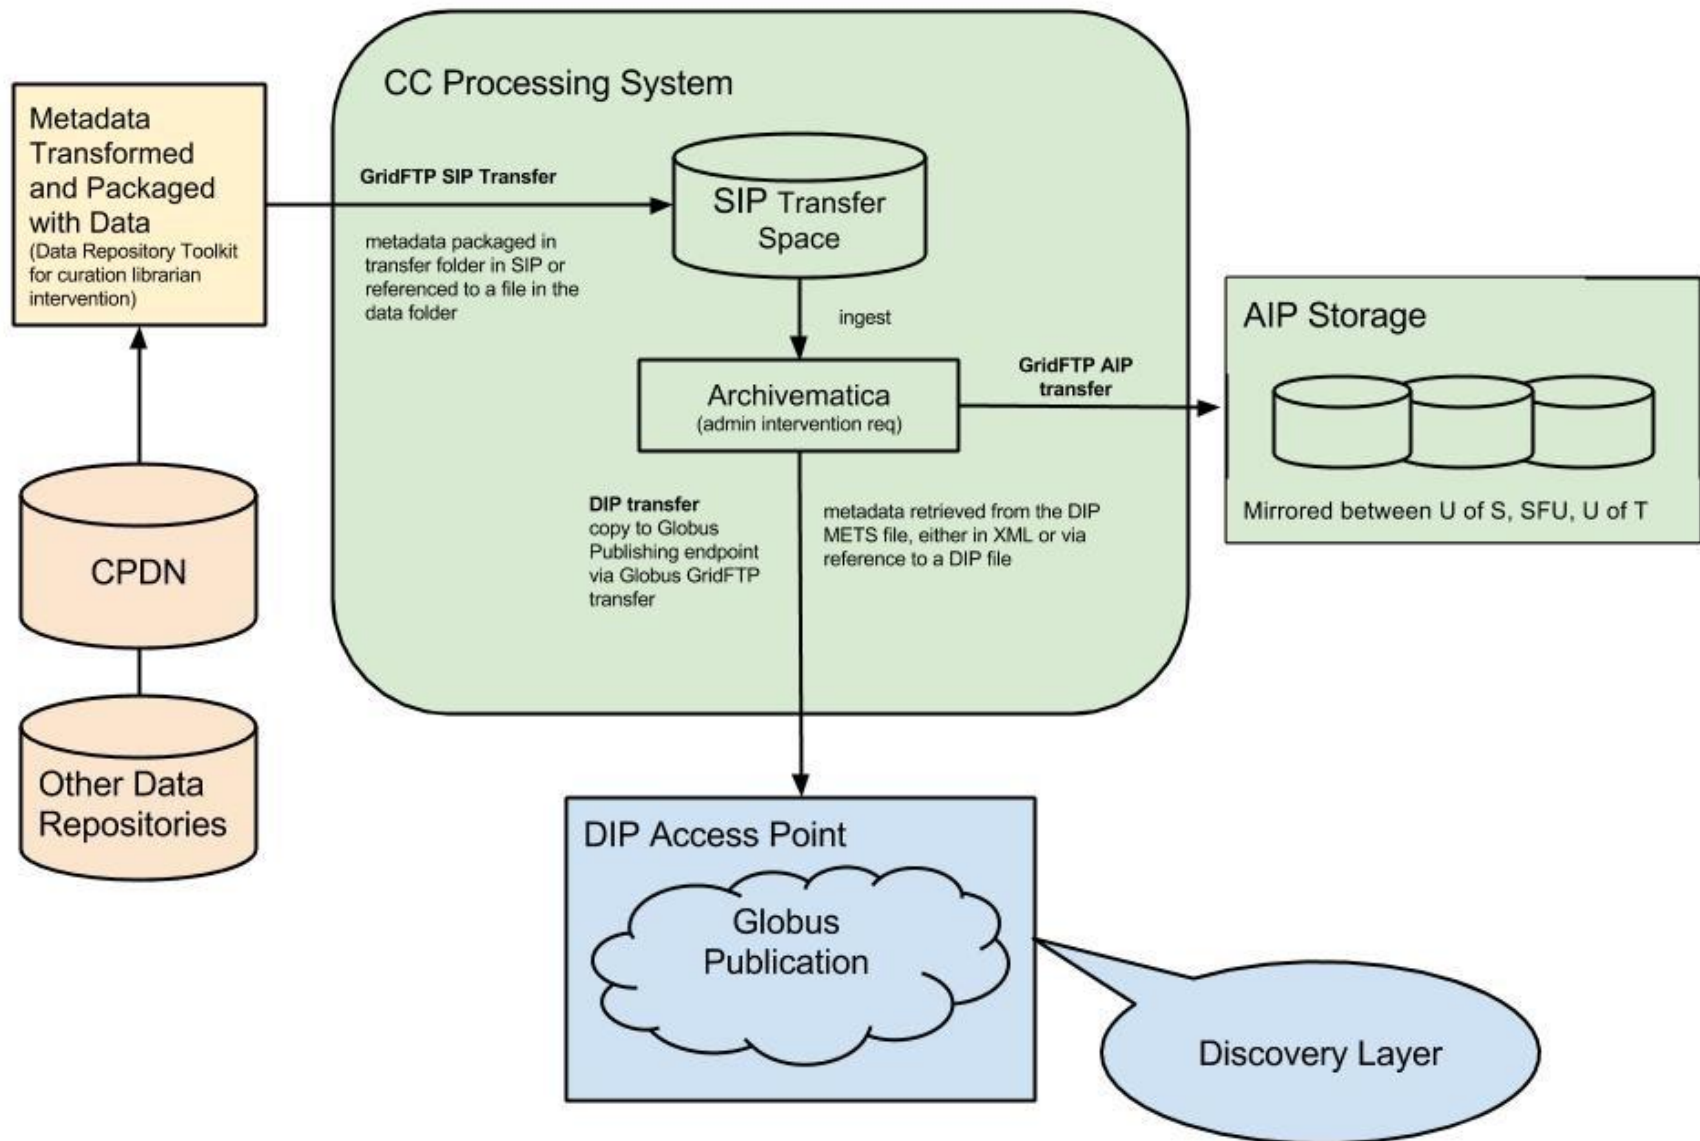 CC Processing System
Metadata
Transformed
and Packaged
with Data
(Data Repository Toolkit
for curation librarian
intervention)
GridFTP SIP Transfer
metadata packaged in
transfer folder in SIP or
referenced to a file in the
data folder
SIP Transfer
Space
ingest
Archivematica
(admin intervention req)
GridFTP AIP
transfer
AIP Storage
Mirrored between U of S, SFU, U of T
DIP transfer
copy to Globus
Publishing endpoint
via Globus GridFTP
transfer
metadata retrieved from the DIP
METS file, either in XML or via
reference to a DIP file
CPDN
Other Data
Repositories
DIP Access Point
Globus
Publication
Discovery Layer